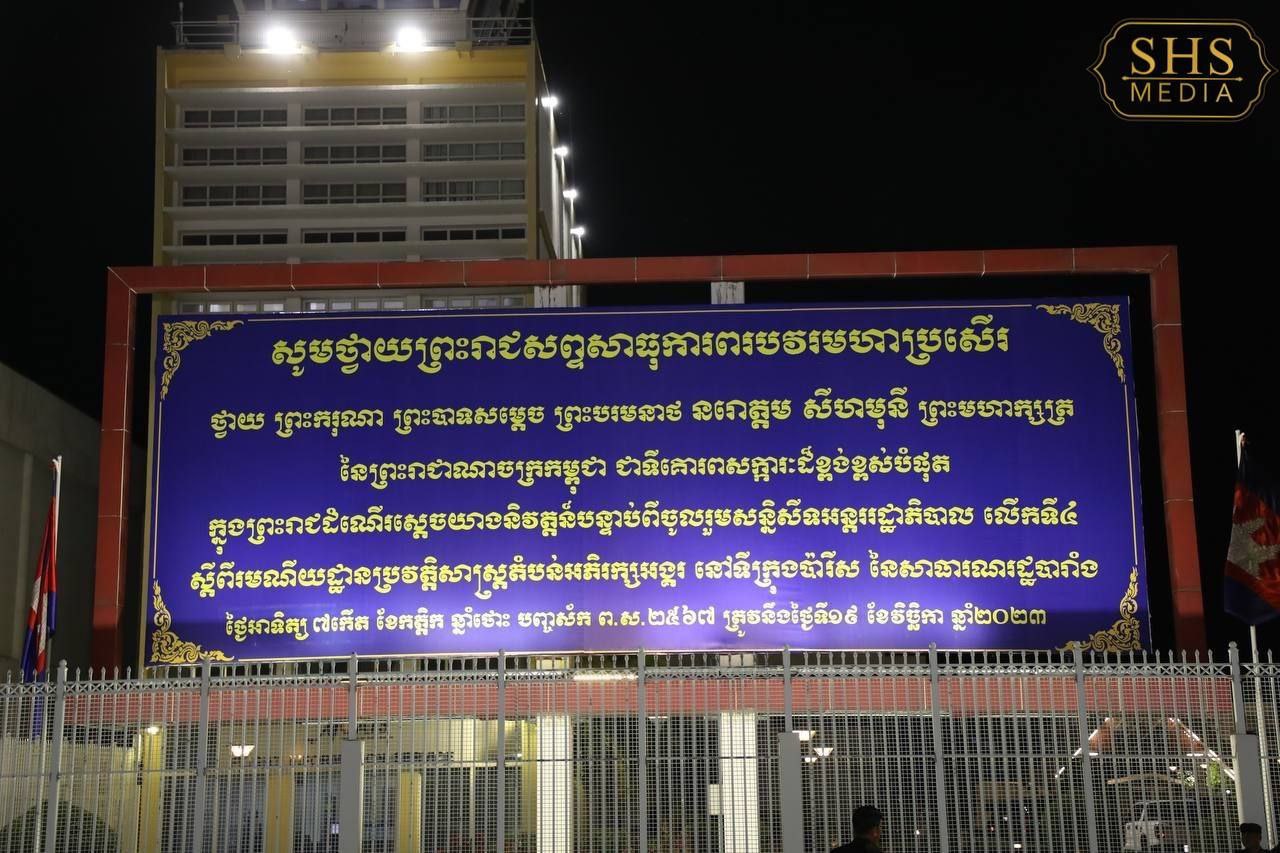 SHS
MEDIA
សូមថ្វាយព្រះរាជសព្ទសាធុការពរបវរមហាប្រសើរ
ថ្វាយ ព្រះករុណា ព្រះបាទសម្តេច ព្រះបរមនាថ នរោត្តម សីហមុនី ព្រះមហាក្សត្រ
នៃព្រះរាជាណាចក្រកម្ពុជា ជាទីគោរពសក្ការៈដ៏ខ្ពង់ខ្ពស់បំផុត
ក្នុងព្រះរាជដំណើរស្តេចយាងនិវត្តន៍បន្ទាប់ពីចូលរួមសន្និសីទអន្តររដ្ឋាភិបាល លើកទី៤
ស្តីពីរមណីយដ្ឋានប្រវត្តិសាស្ត្រតំបន់អភិរក្សអង្គរ នៅទីក្រុងប៉ារីស នៃសាធារណរដ្ឋបារាំង
ថ្ងៃអាទិត្យ ៧កើត ខែកត្តិក ឆ្នាំថោះ បញ្ចស័ក ព.ស.២៥៦៧ ត្រូវនឹងថ្ងៃទី១៩ ខែវិច្ឆិកា ឆ្នាំ២០២៣